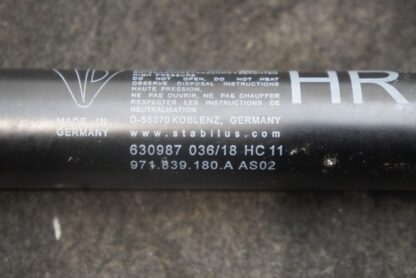 HIGH PRESSURE
DO NOT OPEN, DO NOT HEAT
OBSERVE DISPOSAL INSTRUCTIONS
HAUTE PRESSION,
NE PAS OUVRIR, NE PAS CHAUFFER
RESPECTER LES INSTRUCTIONS DE
NEUTRALISATION
HR
MADE IN
GERMANY
D-56070 KOBLENZ, GERMANY
www.stabilus.com
630987 036/18 HC 11
971.839.180.A AS02